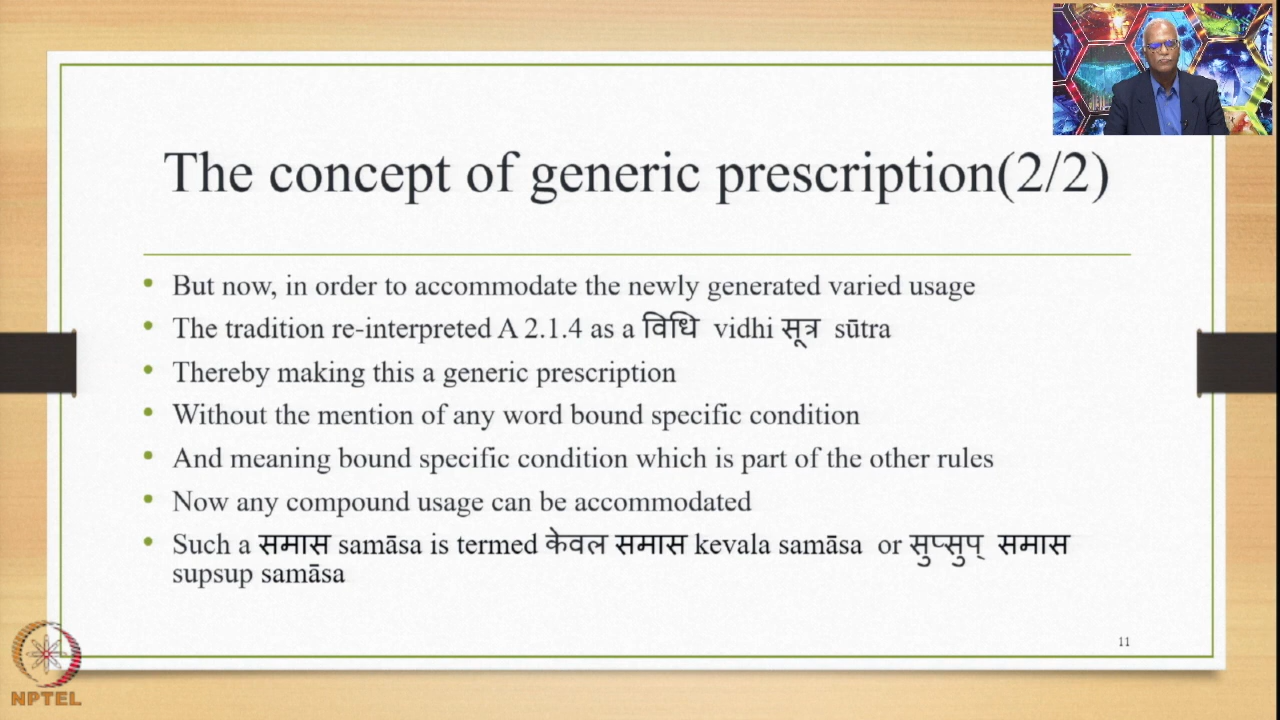 The concept of generic prescription(2/2)
But now, in order to accommodate the newly generated varied usage
The tradition re-interpreted A 2.1.4 as a विधि vidhi सूत्र sūtra
Thereby making this a generic prescription
Without the mention of any word bound specific condition
And meaning bound specific condition which is part of the other rules
Now any compound usage can be accommodated
Such a समास samāsa is termed केवल समास kevala samāsa or सुप्सुप् समास
supsup samāsa
11
NPTEL